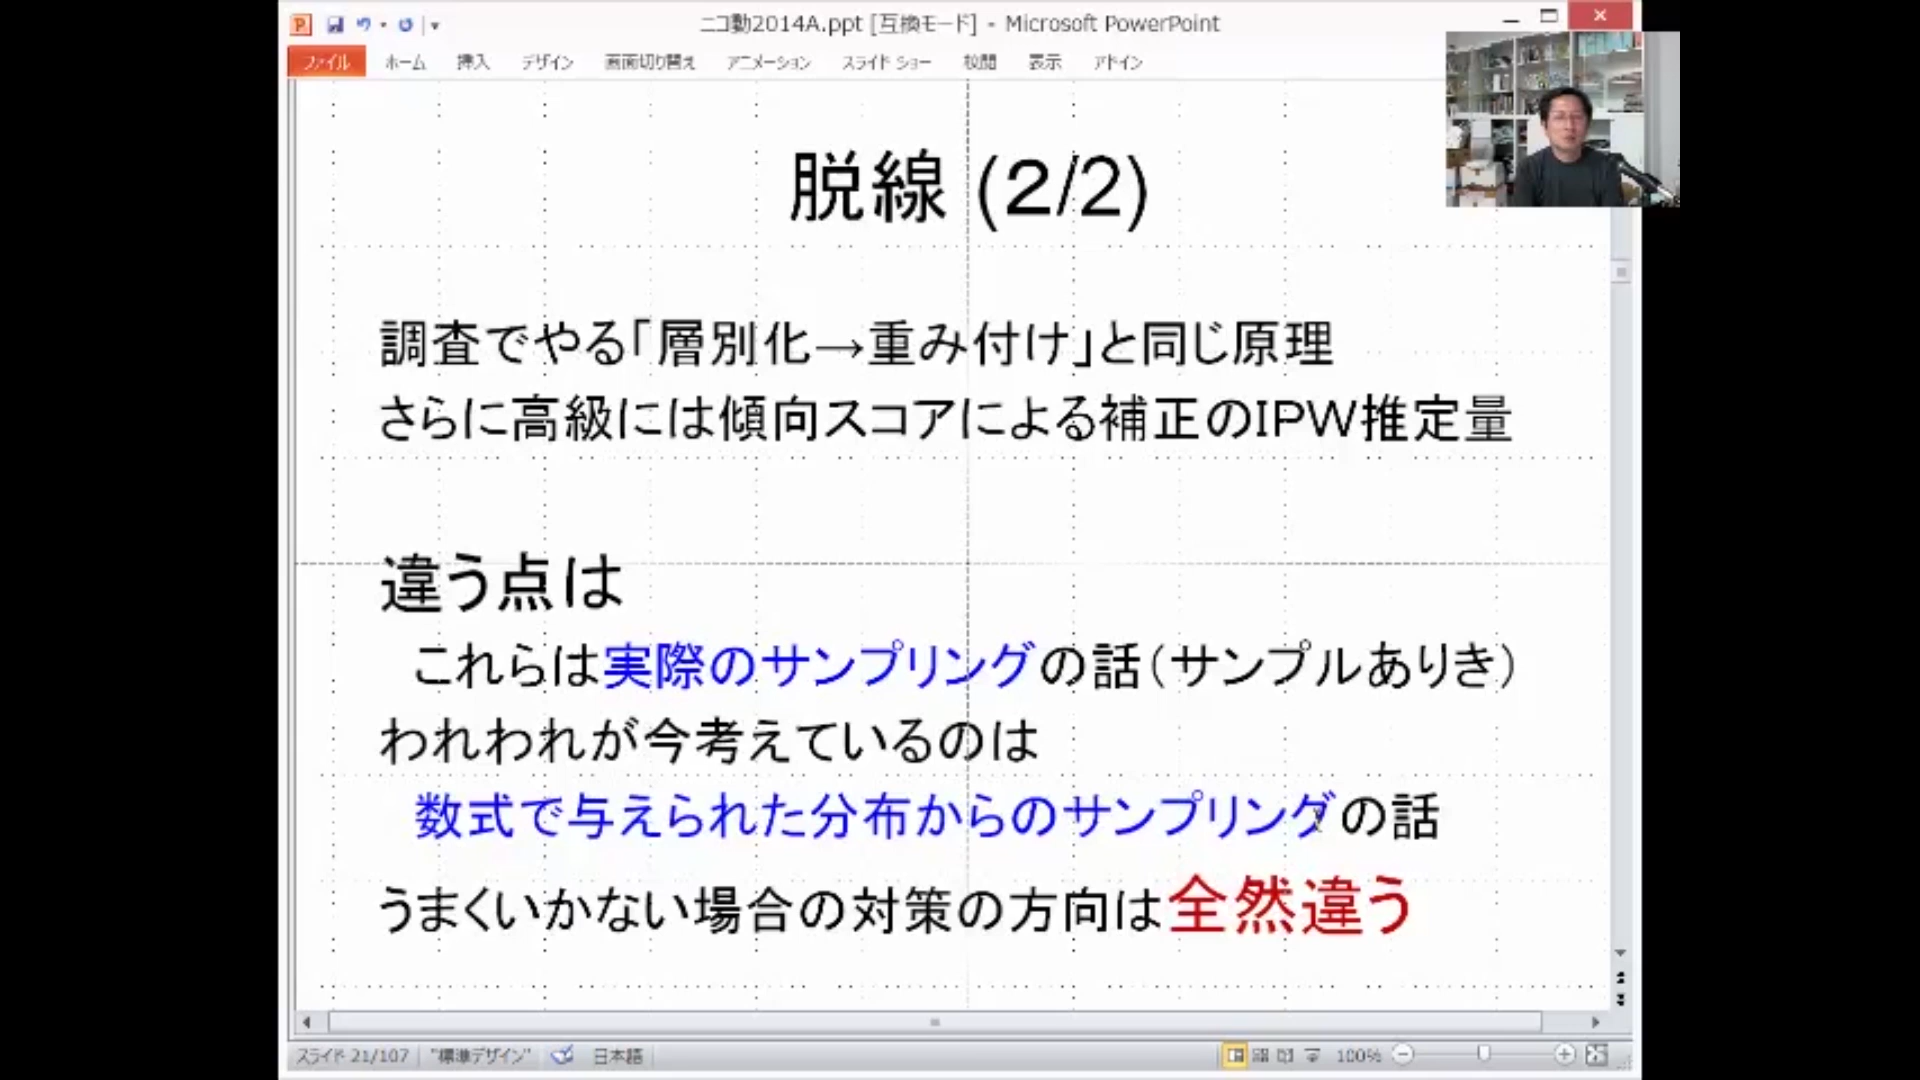 ニコ動2014A.ppt [互換モード] - Microsoft PowerPoint
ファイル ホーム 挿入 デザイン 画面切り替え アニメーション スライド ショー 校閲 表示 アドイン
脱線 (2/2)
調査でやる「層別化→重み付け」と同じ原理
さらに高級には傾向スコアによる補正のIPW推定量
違う点は
これらは実際のサンプリングの話(サンプルありき)
われわれが今考えているのは
数式で与えられた分布からのサンプリングの話
うまくいかない場合の対策の方向は全然違う
スライド 21/107 "標準デザイン" 日本語 100%